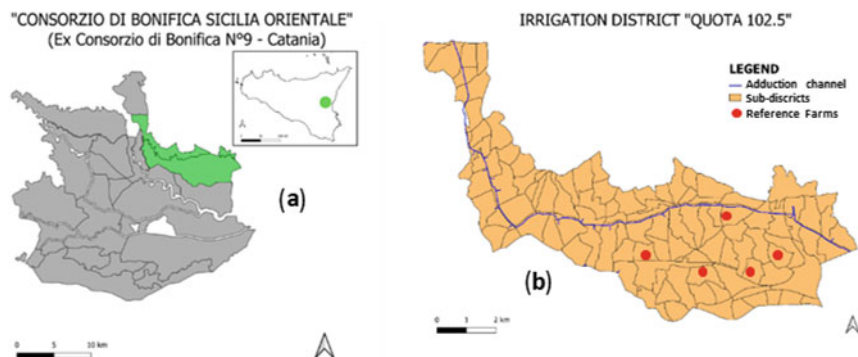 "CONSORZIO DI BONIFICA SICILIA ORIENTALE"
(Ex Consorzio di Bonifica N°9 - Catania)
(a)
0 5 10 km
IRRIGATION DISTRICT "QUOTA 102.5"
LEGEND
Adduction channel
Sub-discricts
Reference Farms
(b)
0 1 2 km